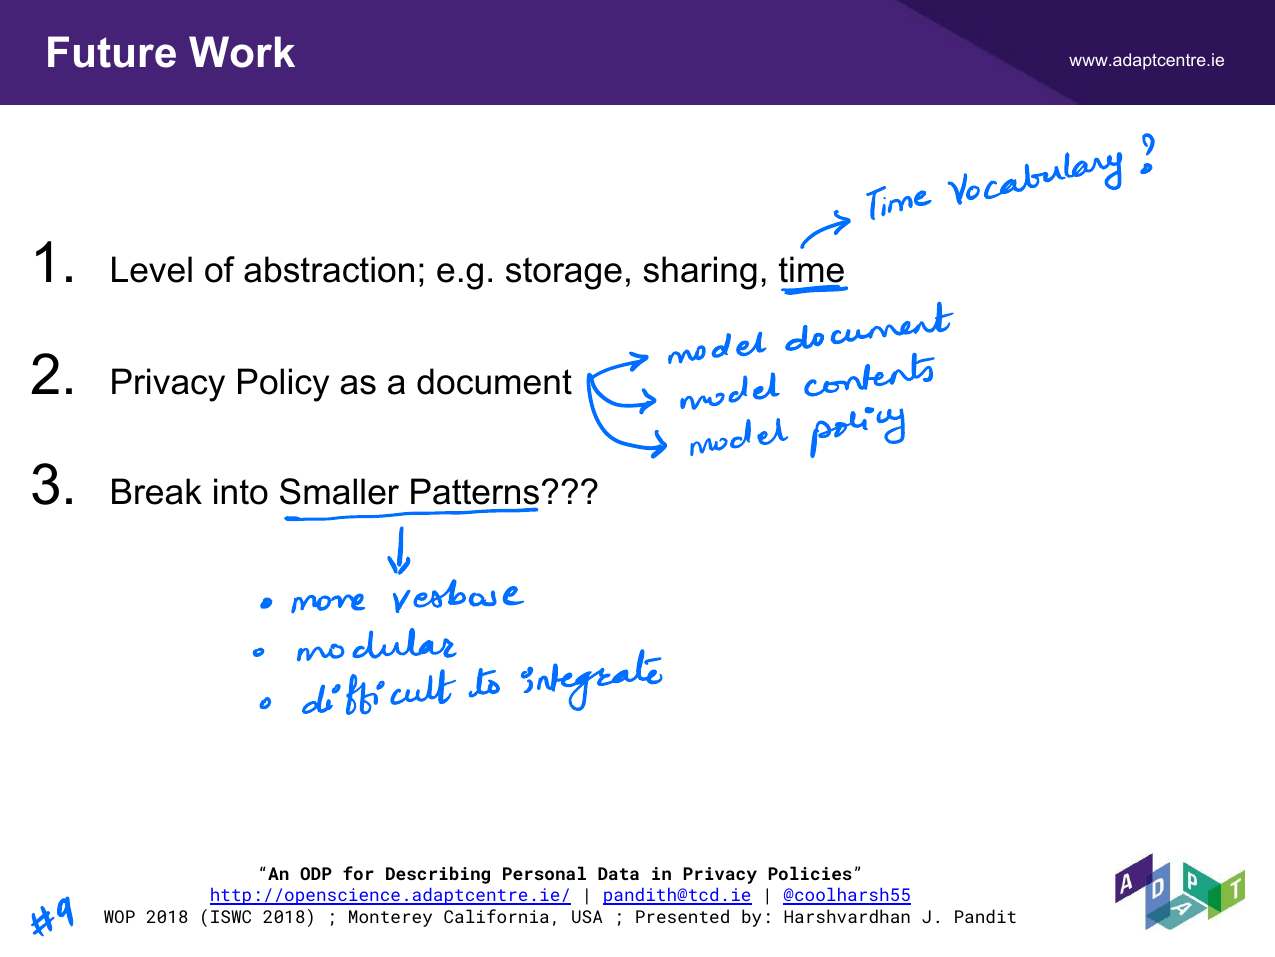 Future Work
www.adaptcentre.ie
Time Vocabulary?
1. Level of abstraction; e.g. storage, sharing, time
model document
2. Privacy Policy as a document
model contents
model policy
3. Break into Smaller Patterns???
• more verbose
• modular
• difficult to integrate
“An ODP for Describing Personal Data in Privacy Policies”
http://openscience.adaptcentre.ie/ | pandith@tcd.ie | @coolharsh55
#9 WOP 2018 (ISWC 2018) ; Monterey California, USA ; Presented by: Harshvardhan J. Pandit
ADAPT